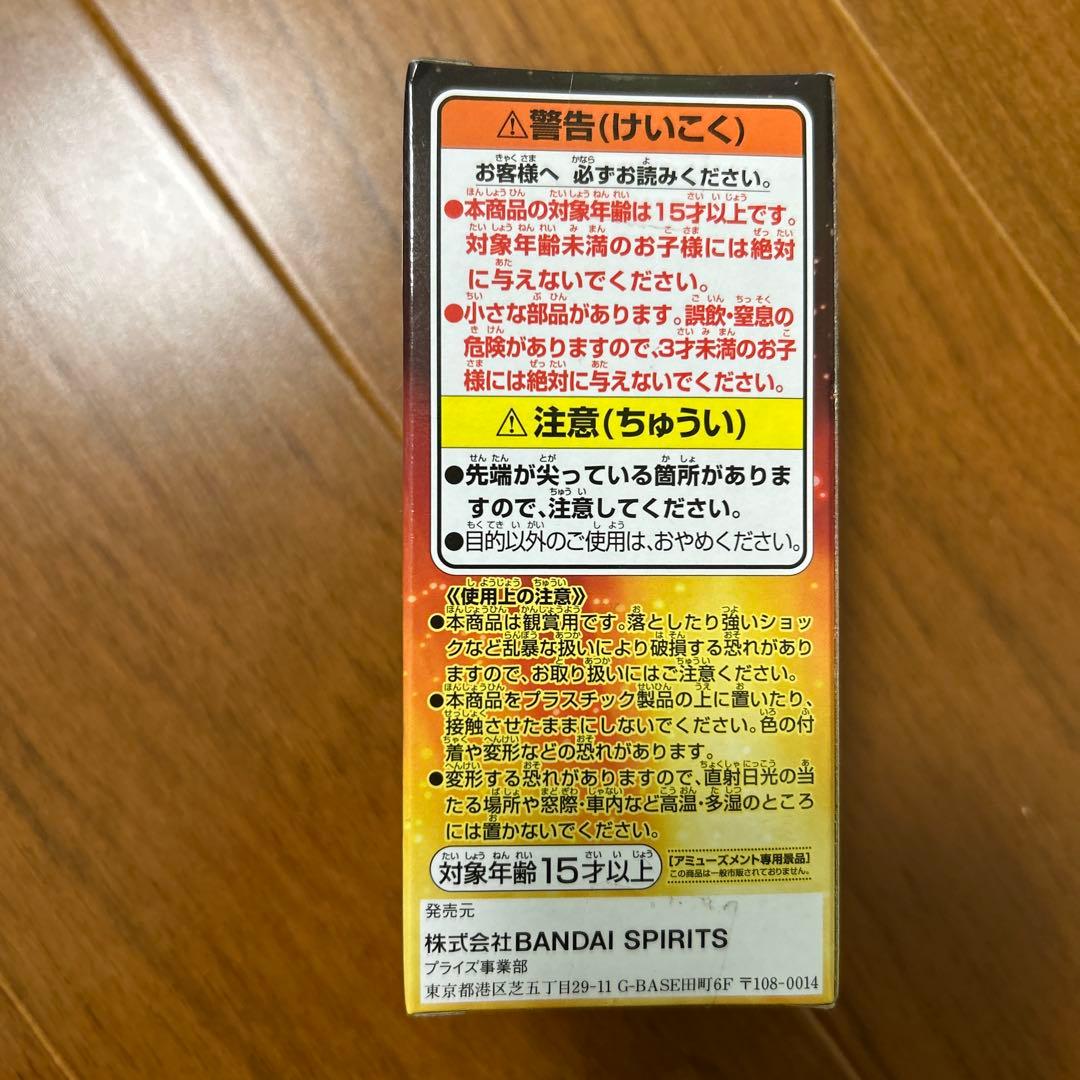 ⚠警告(けいこく)
お客様へ 必ずお読みください。
●本商品の対象年齢は15才以上です。
対象年齢未満のお子様には絶対
に与えないでください。
●小さな部品があります。誤飲・窒息の
危険がありますので、3才未満のお子
様には絶対に与えないでください。
⚠注意(ちゅうい)
●先端が尖っている箇所がありま
すので、注意してください。
●目的以外のご使用は、おやめください。
《使用上の注意》
●本商品は観賞用です。落としたり強いショッ
クなど乱暴な扱いにより破損する恐れがあり
ますので、お取り扱いにはご注意ください。
●本商品をプラスチック製品の上に置いたり、
接触させたままにしないでください。色の付
着や変形などの恐れがあります。
●変形する恐れがありますので、直射日光の当
たる場所や窓際・車内など高温・多湿のところ
には置かないでください。
対象年齢15才以上
[アミューズメント専用景品]
この商品は一般市販されておりません。
発売元
株式会社BANDAI SPIRITS
プライズ事業部
東京都港区芝五丁目29-11 G-BASE田町6F 〒108-0014